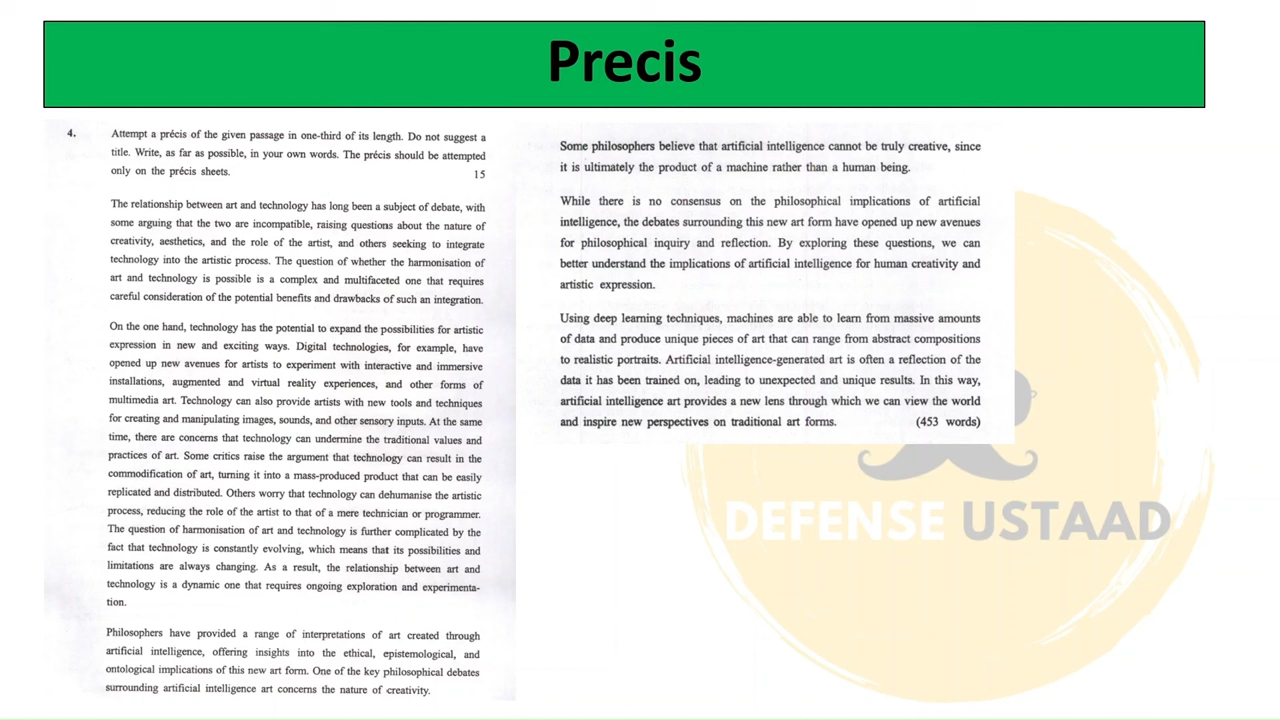 Precis
4.
Attempt a précis of the given passage in one-third of its length. Do not suggest a
title. Write, as far as possible, in your own words. The précis should be attempted
only on the précis sheets. 15
The relationship between art and technology has long been a subject of debate, with
some arguing that the two are incompatible, raising questions about the nature of
creativity, aesthetics, and the role of the artist, and others seeking to integrate
technology into the artistic process. The question of whether the harmonisation of
art and technology is possible is a complex and multifaceted one that requires
careful consideration of the potential benefits and drawbacks of such an integration.
On the one hand, technology has the potential to expand the possibilities for artistic
expression in new and exciting ways. Digital technologies, for example, have
opened up new avenues for artists to experiment with interactive and immersive
installations, augmented and virtual reality experiences, and other forms of
multimedia art. Technology can also provide artists with new tools and techniques
for creating and manipulating images, sounds, and other sensory inputs. At the same
time, there are concerns that technology can undermine the traditional values and
practices of art. Some critics raise the argument that technology can result in the
commodification of art, turning it into a mass-produced product that can be easily
replicated and distributed. Others worry that technology can dehumanise the artistic
process, reducing the role of the artist to that of a mere technician or programmer.
The question of harmonisation of art and technology is further complicated by the
fact that technology is constantly evolving, which means that its possibilities and
limitations are always changing. As a result, the relationship between art and
technology is a dynamic one that requires ongoing exploration and experimenta-
tion.
Philosophers have provided a range of interpretations of art created through
artificial intelligence, offering insights into the ethical, epistemological, and
ontological implications of this new art form. One of the key philosophical debates
surrounding artificial intelligence art concerns the nature of creativity.
Some philosophers believe that artificial intelligence cannot be truly creative, since
it is ultimately the product of a machine rather than a human being.
While there is no consensus on the philosophical implications of artificial
intelligence, the debates surrounding this new art form have opened up new avenues
for philosophical inquiry and reflection. By exploring these questions, we can
better understand the implications of artificial intelligence for human creativity and
artistic expression.
Using deep learning techniques, machines are able to learn from massive amounts
of data and produce unique pieces of art that can range from abstract compositions
to realistic portraits. Artificial intelligence-generated art is often a reflection of the
data it has been trained on, leading to unexpected and unique results. In this way,
artificial intelligence art provides a new lens through which we can view the world
and inspire new perspectives on traditional art forms. (453 words)
DEFENSE USTAAD